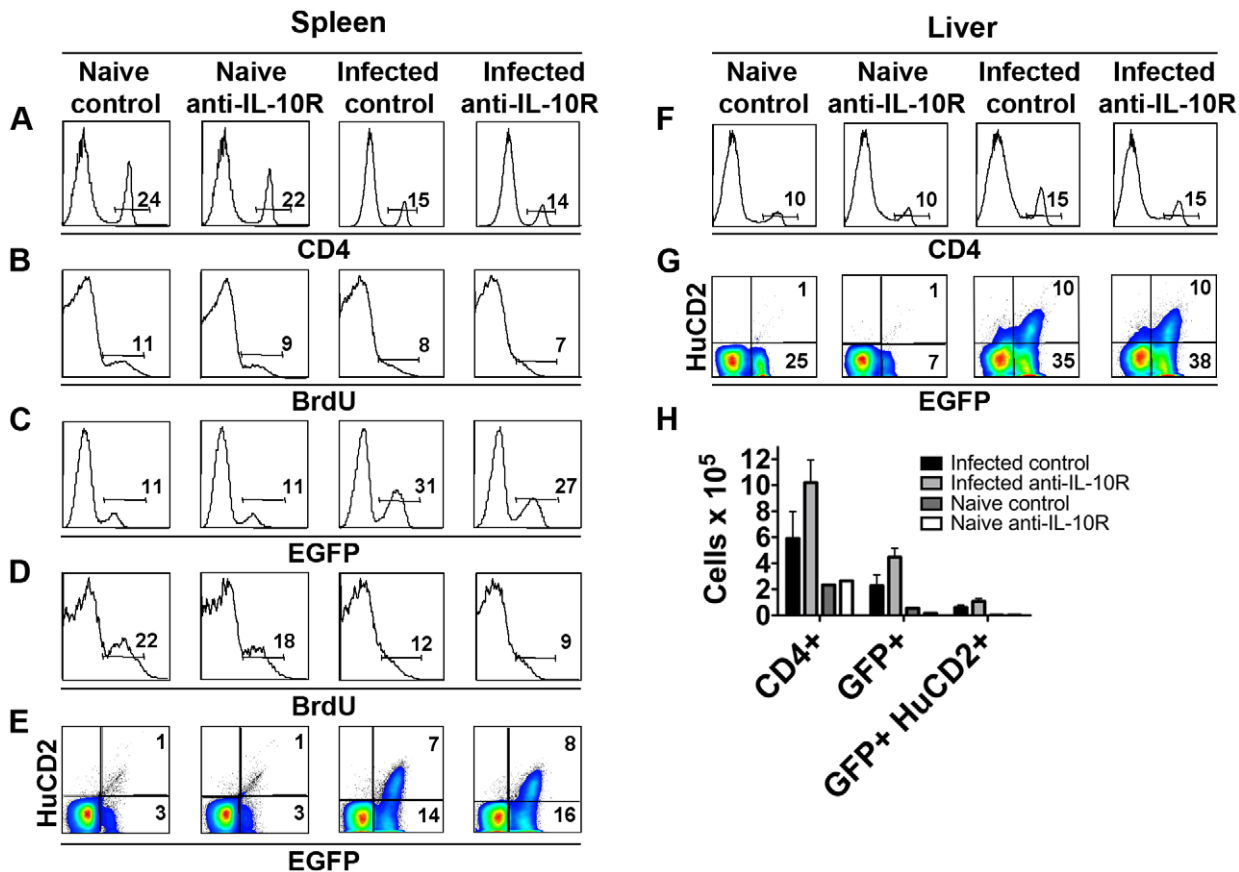 Spleen
Naive control
Naive anti-IL-10R
Infected control
Infected anti-IL-10R
A
24
22
15
14
CD4
B
11
9
8
7
BrdU
C
11
11
31
27
EGFP
D
22
18
12
9
BrdU
E
HuCD2
1
1
7
8
3
3
14
16
EGFP
Liver
Naive control
Naive anti-IL-10R
Infected control
Infected anti-IL-10R
F
10
10
15
15
CD4
G
HuCD2
1
1
10
10
25
7
35
38
EGFP
H
Cells x 10⁵
12
10
8
6
4
2
0
Infected control
Infected anti-IL-10R
Naive control
Naive anti-IL-10R
CD4+
GFP+
GFP+ HuCD2+